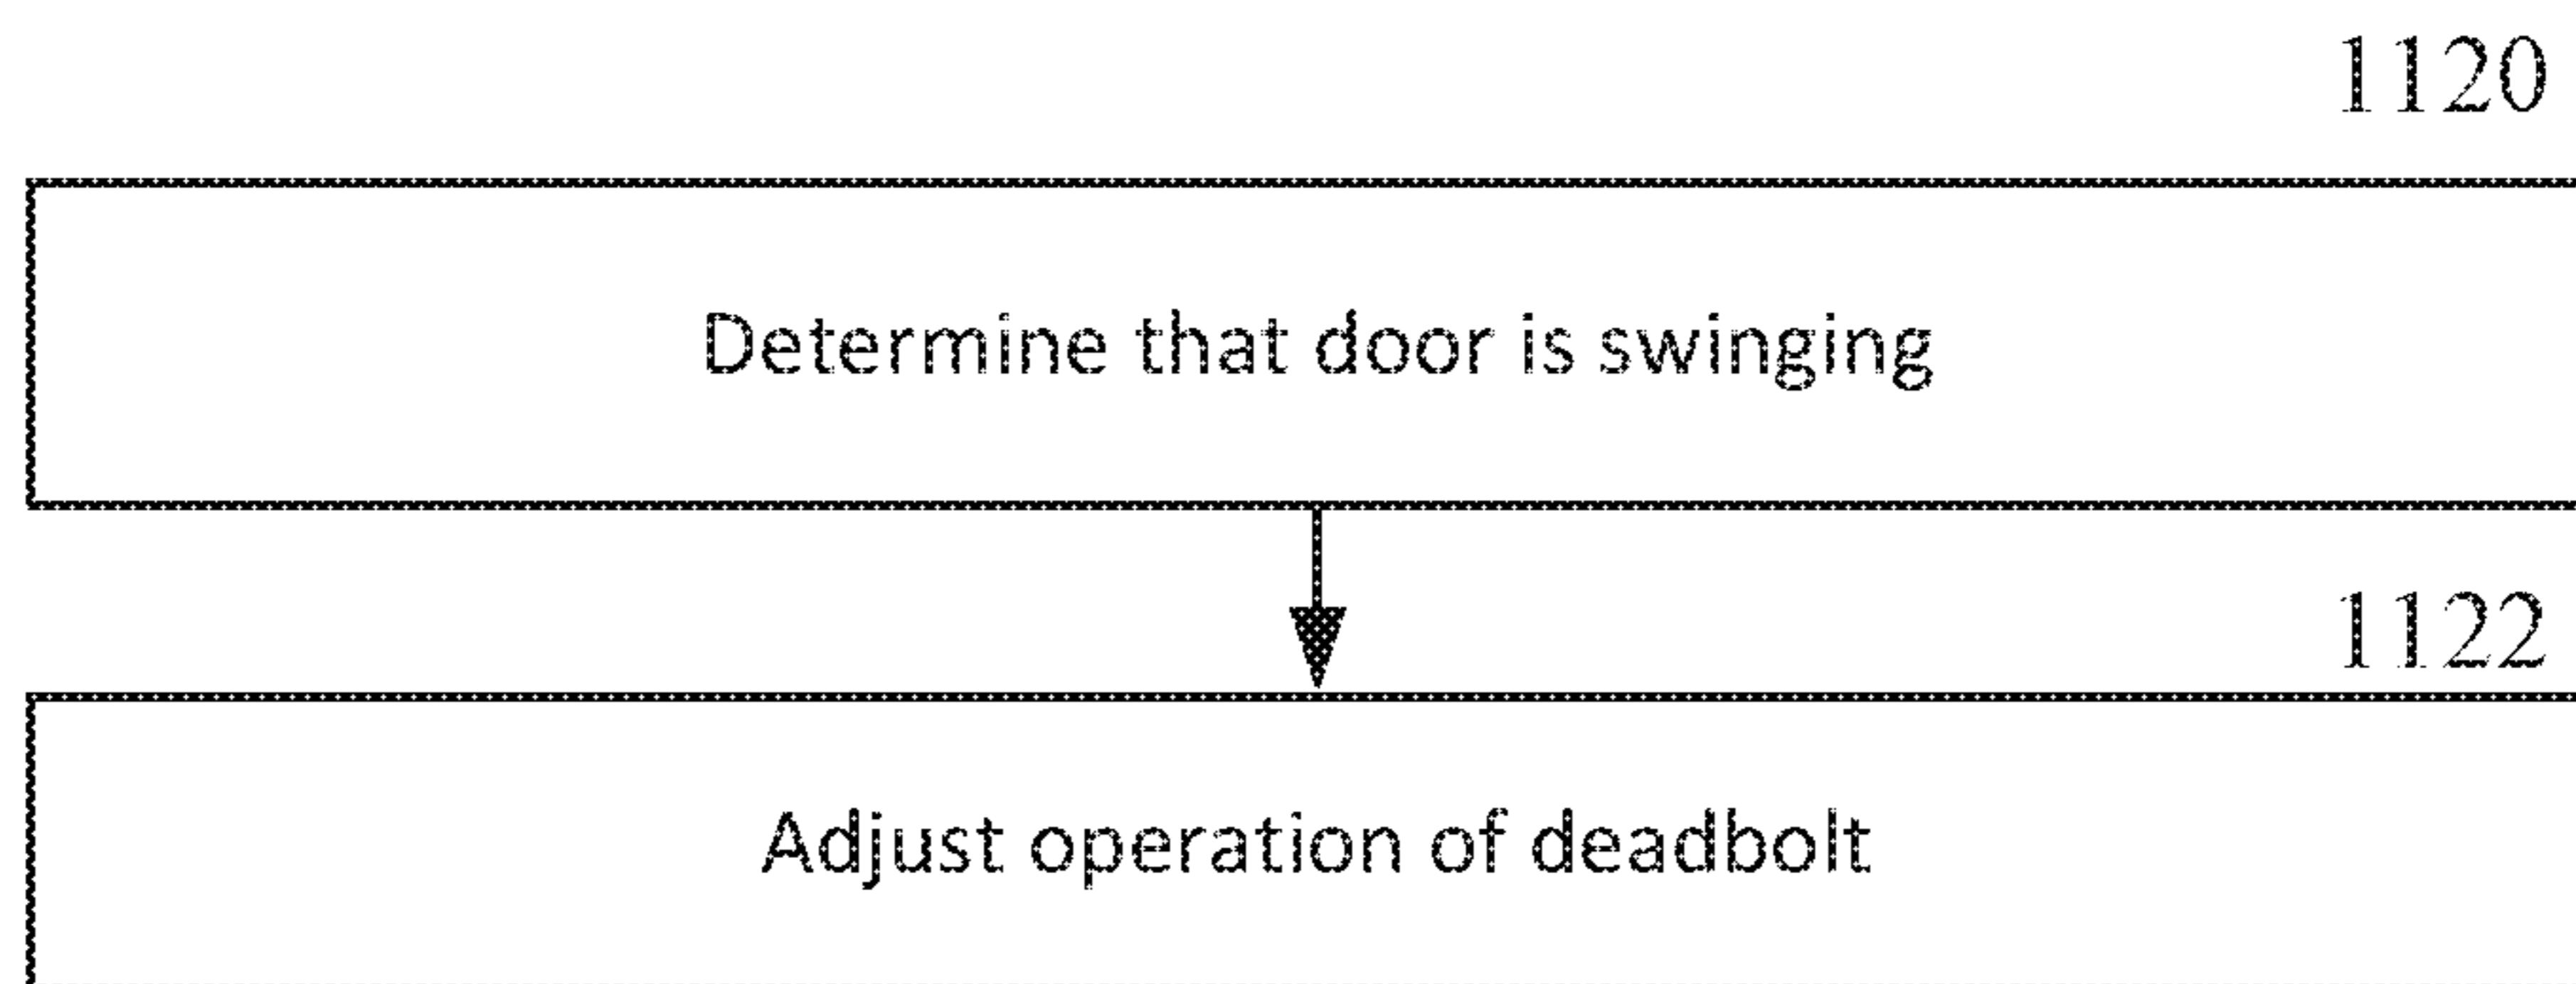 1120
Determine that door is swinging
1122
Adjust operation of deadbolt